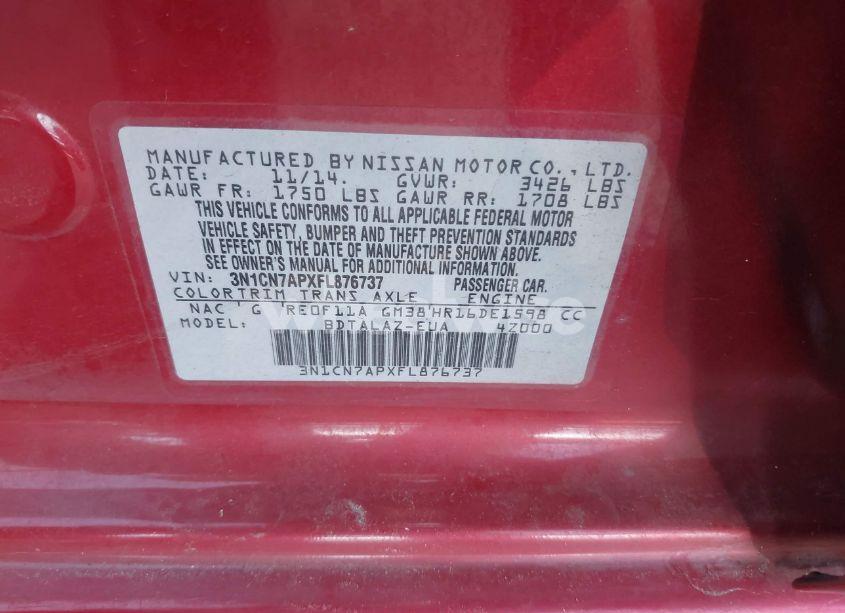 MANUFACTURED BY NISSAN MOTOR CO., LTD.
DATE: 11/14. GVWR: 3426 LBS
GAWR FR: 1750 LBS GAWR RR: 1708 LBS
THIS VEHICLE CONFORMS TO ALL APPLICABLE FEDERAL MOTOR
VEHICLE SAFETY, BUMPER AND THEFT PREVENTION STANDARDS
IN EFFECT ON THE DATE OF MANUFACTURE SHOWN ABOVE.
SEE OWNER'S MANUAL FOR ADDITIONAL INFORMATION.
VIN: 3N1CN7APXFL876737 PASSENGER CAR.
COLOR TRIM TRANS AXLE ENGINE
NAC G RE0F11A GM38 HR16DE1598 CC
MODEL: BDTALAZ-EUA 4Z000
3N1CN7APXFL876737